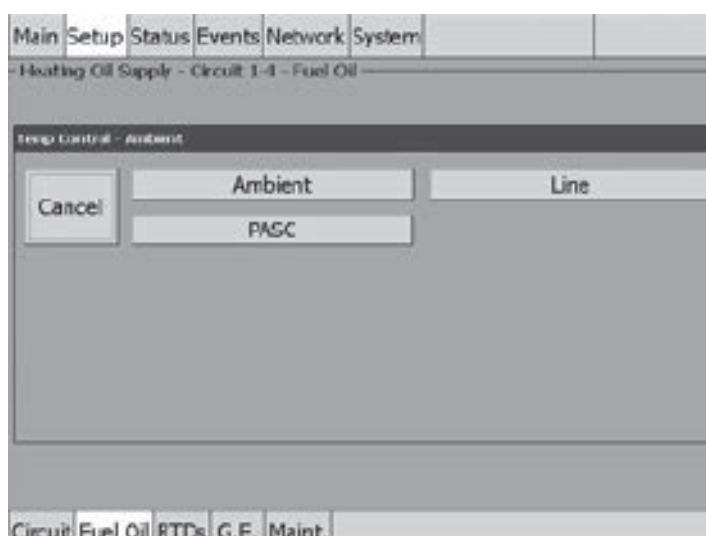 Main Setup Status Events Network System
Heating Oil Supply - Circuit 1-4 - Fuel Oil
Temp Control - Ambient
Cancel
Ambient
Line
PASC
Circuit Fuel Oil RTDs G.F. Maint.